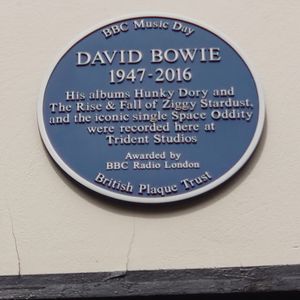 BBC Music Day
DAVID BOWIE
1947-2016
His albums Hunky Dory and
The Rise & Fall of Ziggy Stardust,
and the iconic single Space Oddity
were recorded here at
Trident Studios
Awarded by
BBC Radio London
British Plaque Trust